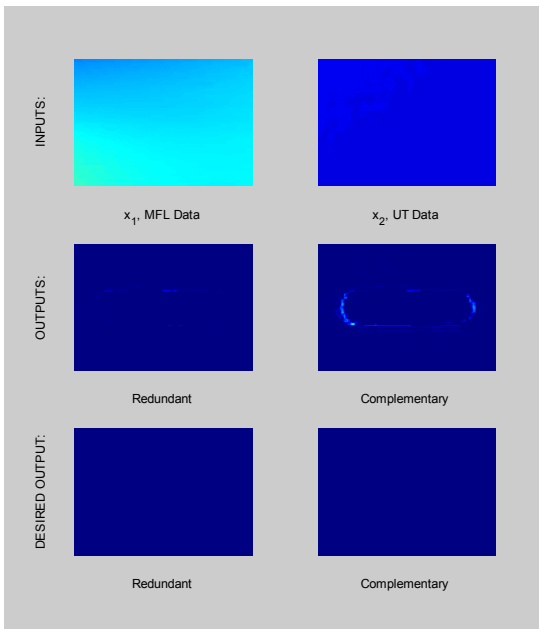 INPUTS:
x1, MFL Data
x2, UT Data
OUTPUTS:
Redundant
Complementary
DESIRED OUTPUT:
Redundant
Complementary